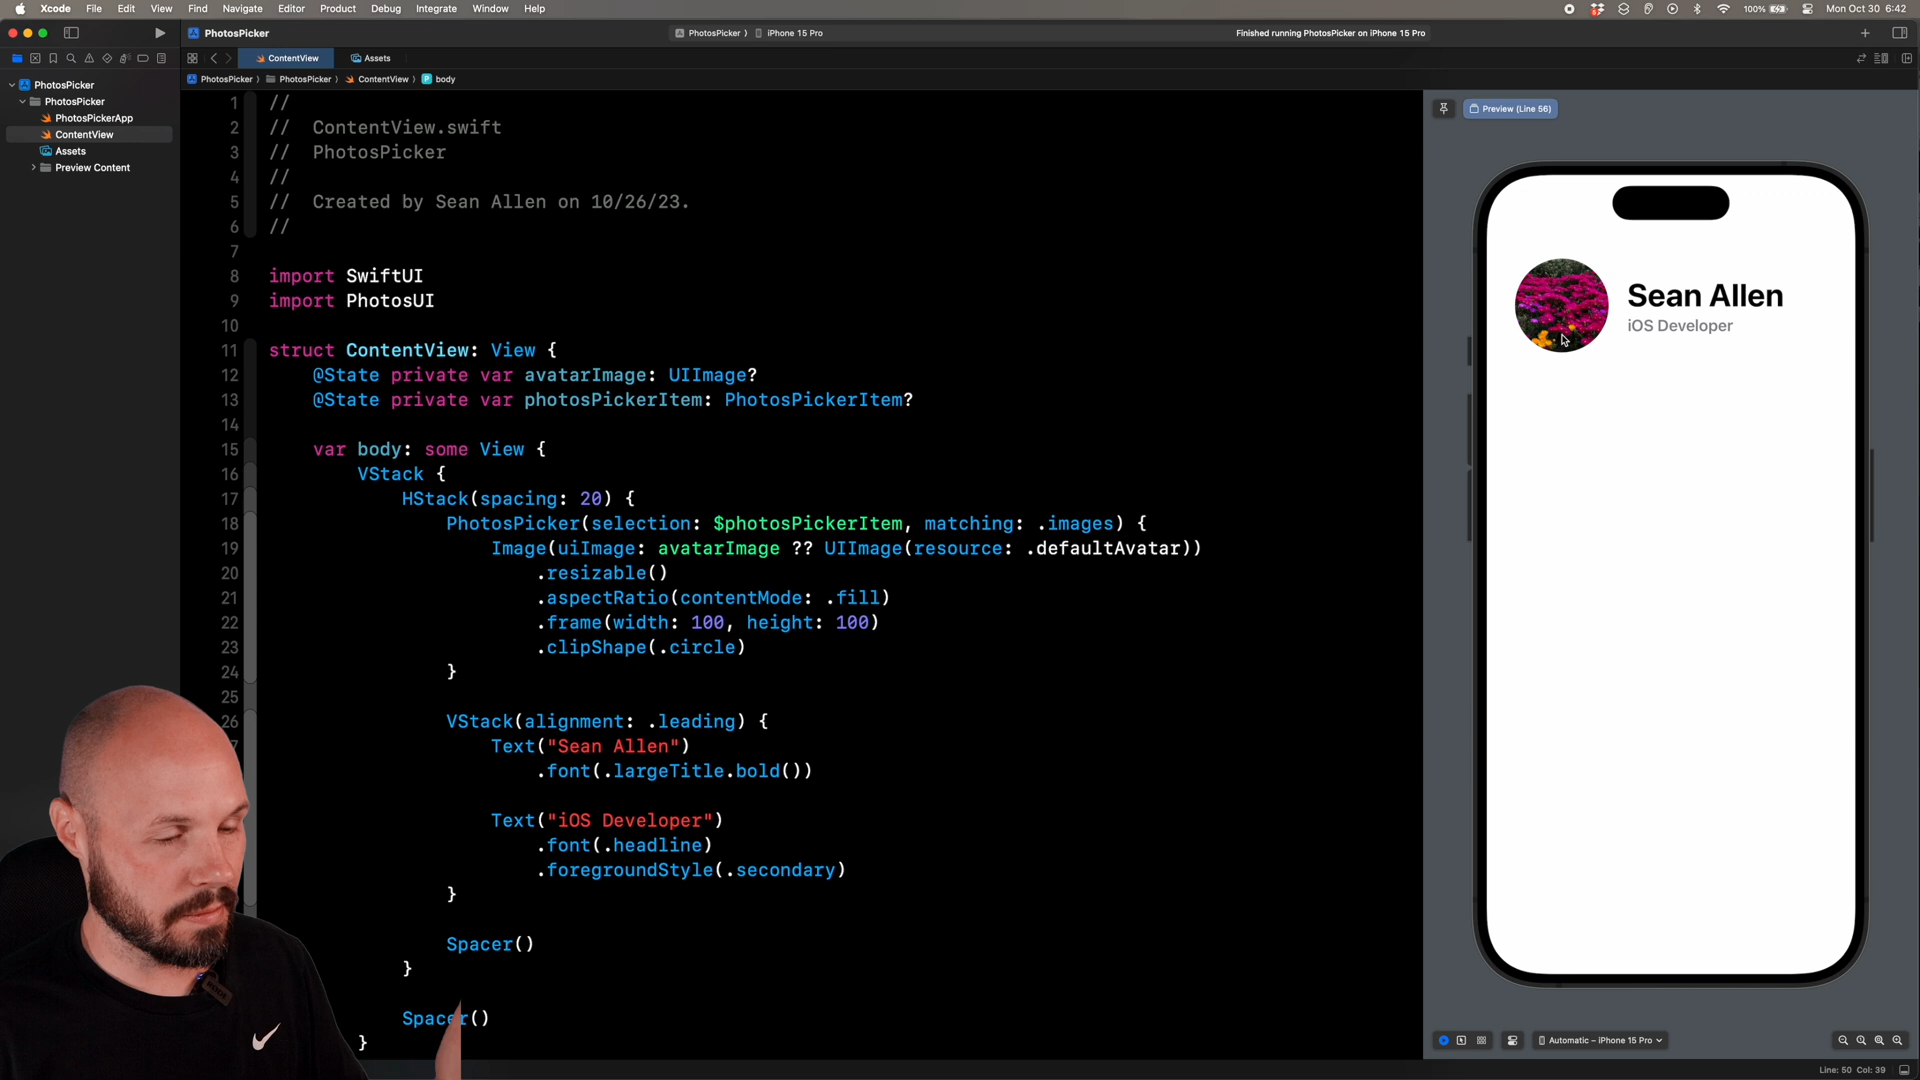 Xcode File Edit View Find Navigate Editor Product Debug Integrate Window Help 100% Mon Oct 30 6:42
PhotosPicker PhotosPicker 〉 iPhone 15 Pro Finished running PhotosPicker on iPhone 15 Pro
ContentView Assets
PhotosPicker 〉 PhotosPicker 〉 ContentView 〉 P body
PhotosPicker
PhotosPicker
PhotosPickerApp
ContentView
Assets
Preview Content
1 //
2 // ContentView.swift
3 // PhotosPicker
4 //
5 // Created by Sean Allen on 10/26/23.
6 //
7
8 import SwiftUI
9 import PhotosUI
10
11 struct ContentView: View {
12 @State private var avatarImage: UIImage?
13 @State private var photosPickerItem: PhotosPickerItem?
14
15 var body: some View {
16 VStack {
17 HStack(spacing: 20) {
18 PhotosPicker(selection: $photosPickerItem, matching: .images) {
19 Image(uiImage: avatarImage ?? UIImage(resource: .defaultAvatar))
20 .resizable()
21 .aspectRatio(contentMode: .fill)
22 .frame(width: 100, height: 100)
23 .clipShape(.circle)
24 }
25
26 VStack(alignment: .leading) {
Text("Sean Allen")
.font(.largeTitle.bold())
Text("iOS Developer")
.font(.headline)
.foregroundStyle(.secondary)
}
Spacer()
}
Spacer()
}
Preview (Line 56)
Sean Allen
iOS Developer
Automatic – iPhone 15 Pro
Line: 50 Col: 39